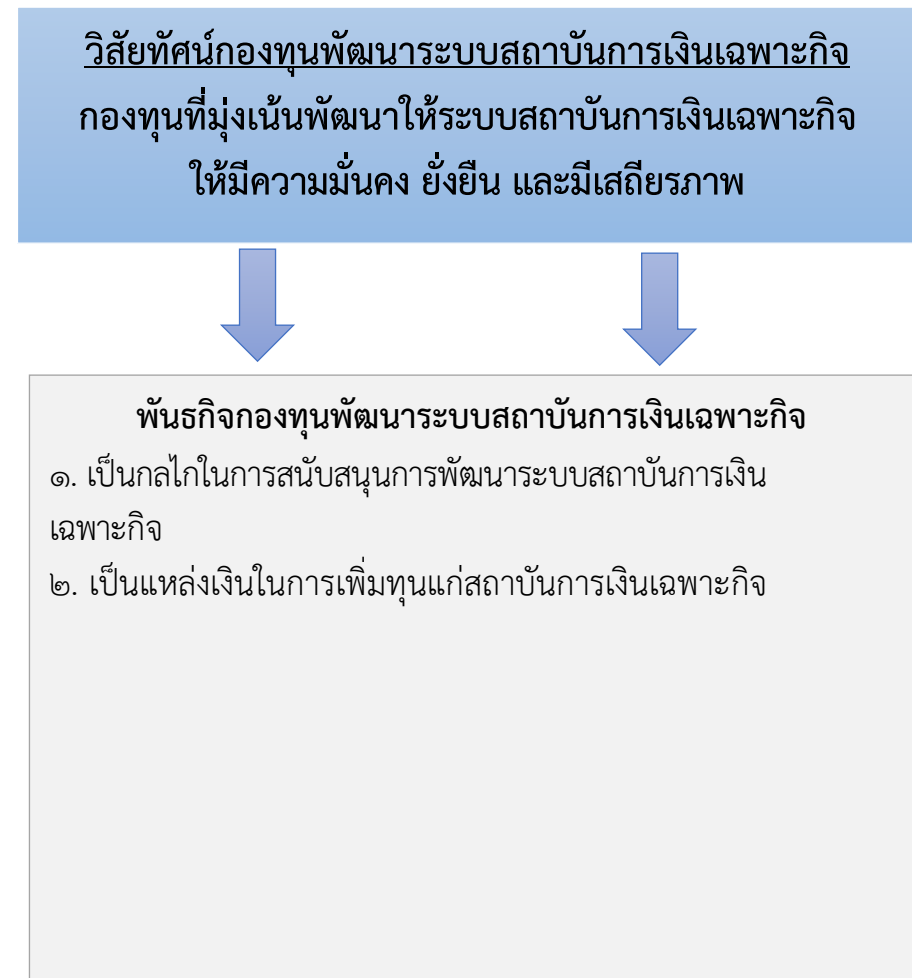 วิสัยทัศน์กองทุนพัฒนาระบบสถาบันการเงินเฉพาะกิจ
กองทุนที่มุ่งเน้นพัฒนาให้ระบบสถาบันการเงินเฉพาะกิจ
ให้มีความมั่นคง ยั่งยืน และมีเสถียรภาพ
พันธกิจกองทุนพัฒนาระบบสถาบันการเงินเฉพาะกิจ
๑. เป็นกลไกในการสนับสนุนการพัฒนาระบบสถาบันการเงิน
เฉพาะกิจ
๒. เป็นแหล่งเงินในการเพิ่มทุนแก่สถาบันการเงินเฉพาะกิจ